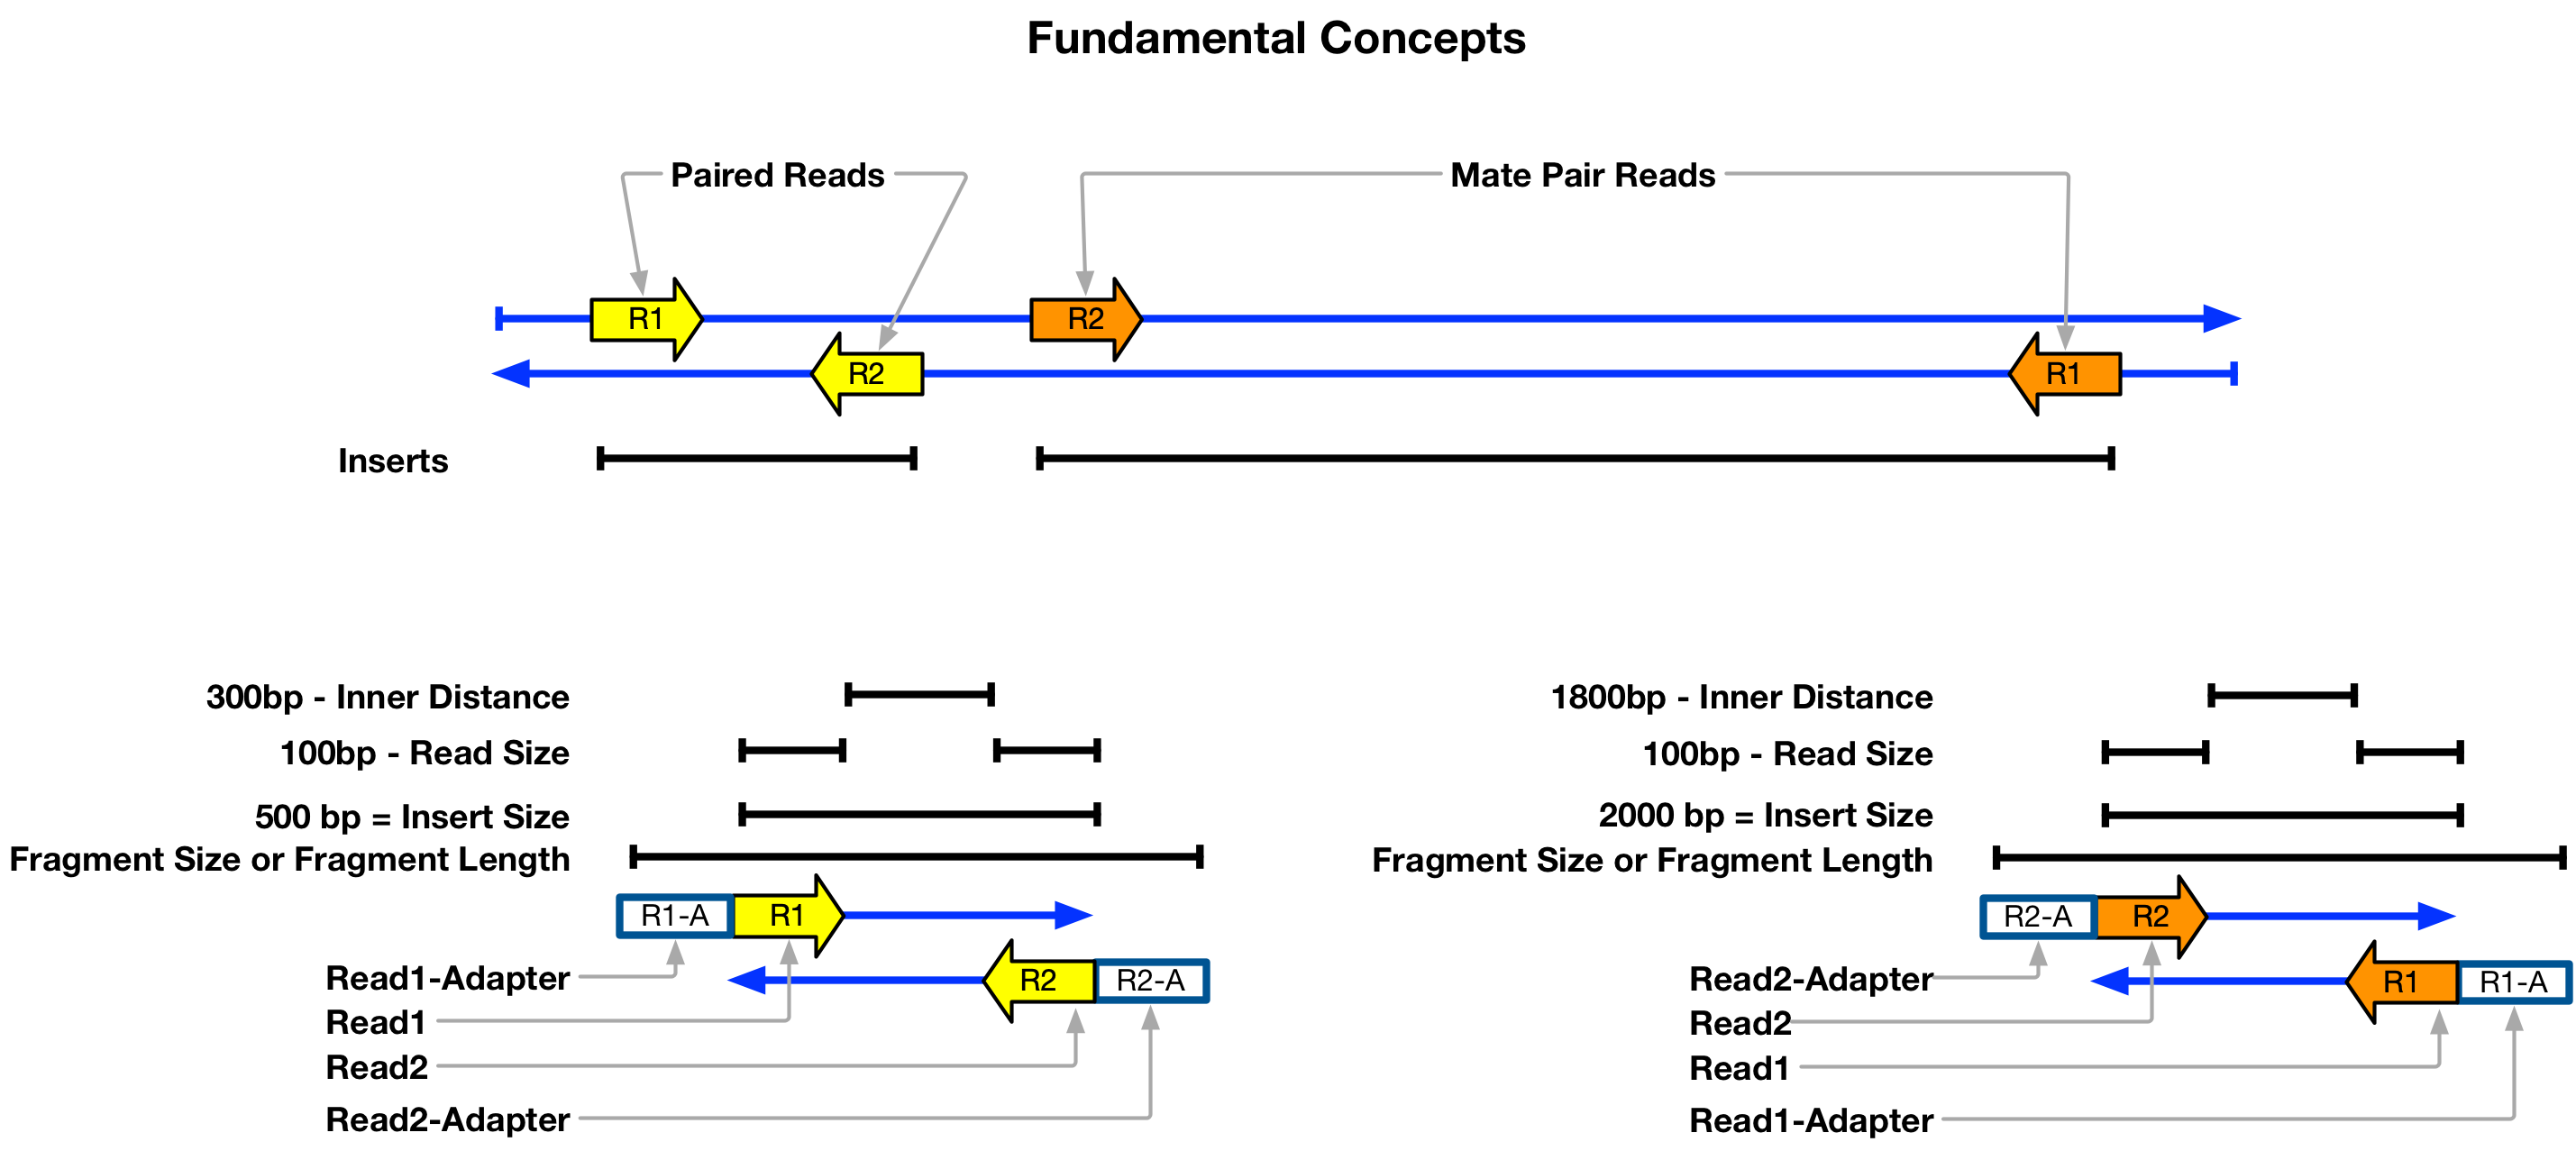 Fundamental Concepts
Paired Reads
Mate Pair Reads
R1
R2
R2
R1
Inserts
300bp - Inner Distance
100bp - Read Size
500 bp = Insert Size
Fragment Size or Fragment Length
R1-A
R1
R2
R2-A
Read1-Adapter
Read1
Read2
Read2-Adapter
1800bp - Inner Distance
100bp - Read Size
2000 bp = Insert Size
Fragment Size or Fragment Length
R2-A
R2
R1
R1-A
Read2-Adapter
Read2
Read1
Read1-Adapter